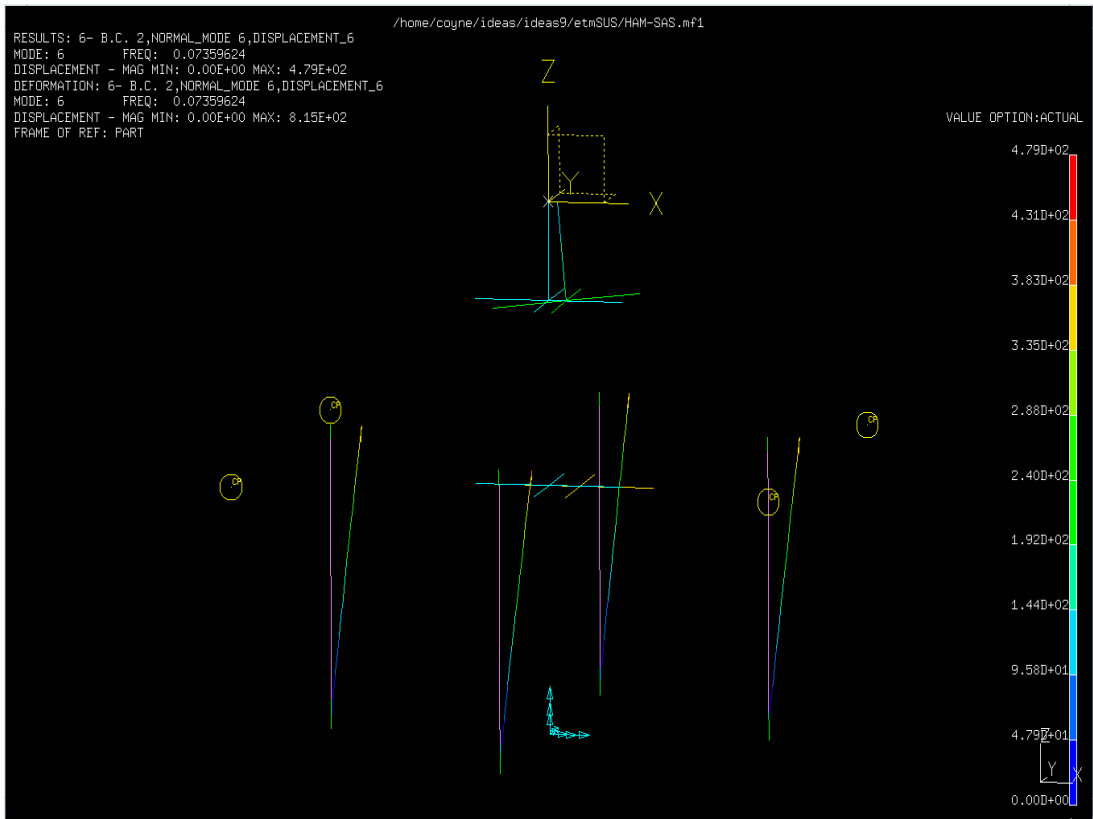 /home/coyne/ideas/ideas9/etmSUS/HAM-SAS.mf1
RESULTS: 6- B.C. 2,NORMAL_MODE 6,DISPLACEMENT_6
MODE: 6 FREQ: 0.07359624
DISPLACEMENT - MAG MIN: 0.00E+00 MAX: 4.79E+02
DEFORMATION: 6- B.C. 2,NORMAL_MODE 6,DISPLACEMENT_6
MODE: 6 FREQ: 0.07359624
DISPLACEMENT - MAG MIN: 0.00E+00 MAX: 8.15E+02
FRAME OF REF: PART
VALUE OPTION:ACTUAL
Z
Y
X
4.79D+02
4.31D+02
3.83D+02
3.35D+02
2.88D+02
2.40D+02
1.92D+02
1.44D+02
9.58D+01
4.79D+01
0.00D+00
CP
CP
CP
CP
Z
Y
X